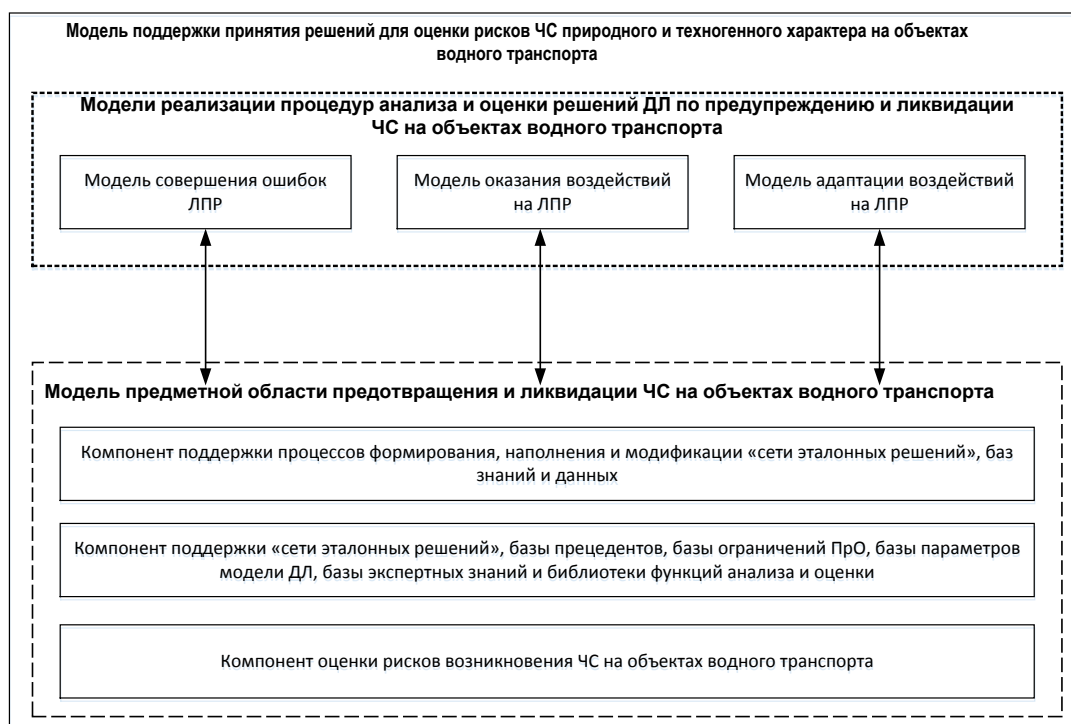 Модель поддержки принятия решений для оценки рисков ЧС природного и техногенного характера на объектах
водного транспорта
Модели реализации процедур анализа и оценки решений ДЛ по предупреждению и ликвидации
ЧС на объектах водного транспорта
Модель совершения ошибок
ЛПР
Модель оказания воздействий
на ЛПР
Модель адаптации воздействий
на ЛПР
Модель предметной области предотвращения и ликвидации ЧС на объектах водного транспорта
Компонент поддержки процессов формирования, наполнения и модификации «сети эталонных решений», баз
знаний и данных
Компонент поддержки «сети эталонных решений», базы прецедентов, базы ограничений ПрО, базы параметров
модели ДЛ, базы экспертных знаний и библиотеки функций анализа и оценки
Компонент оценки рисков возникновения ЧС на объектах водного транспорта